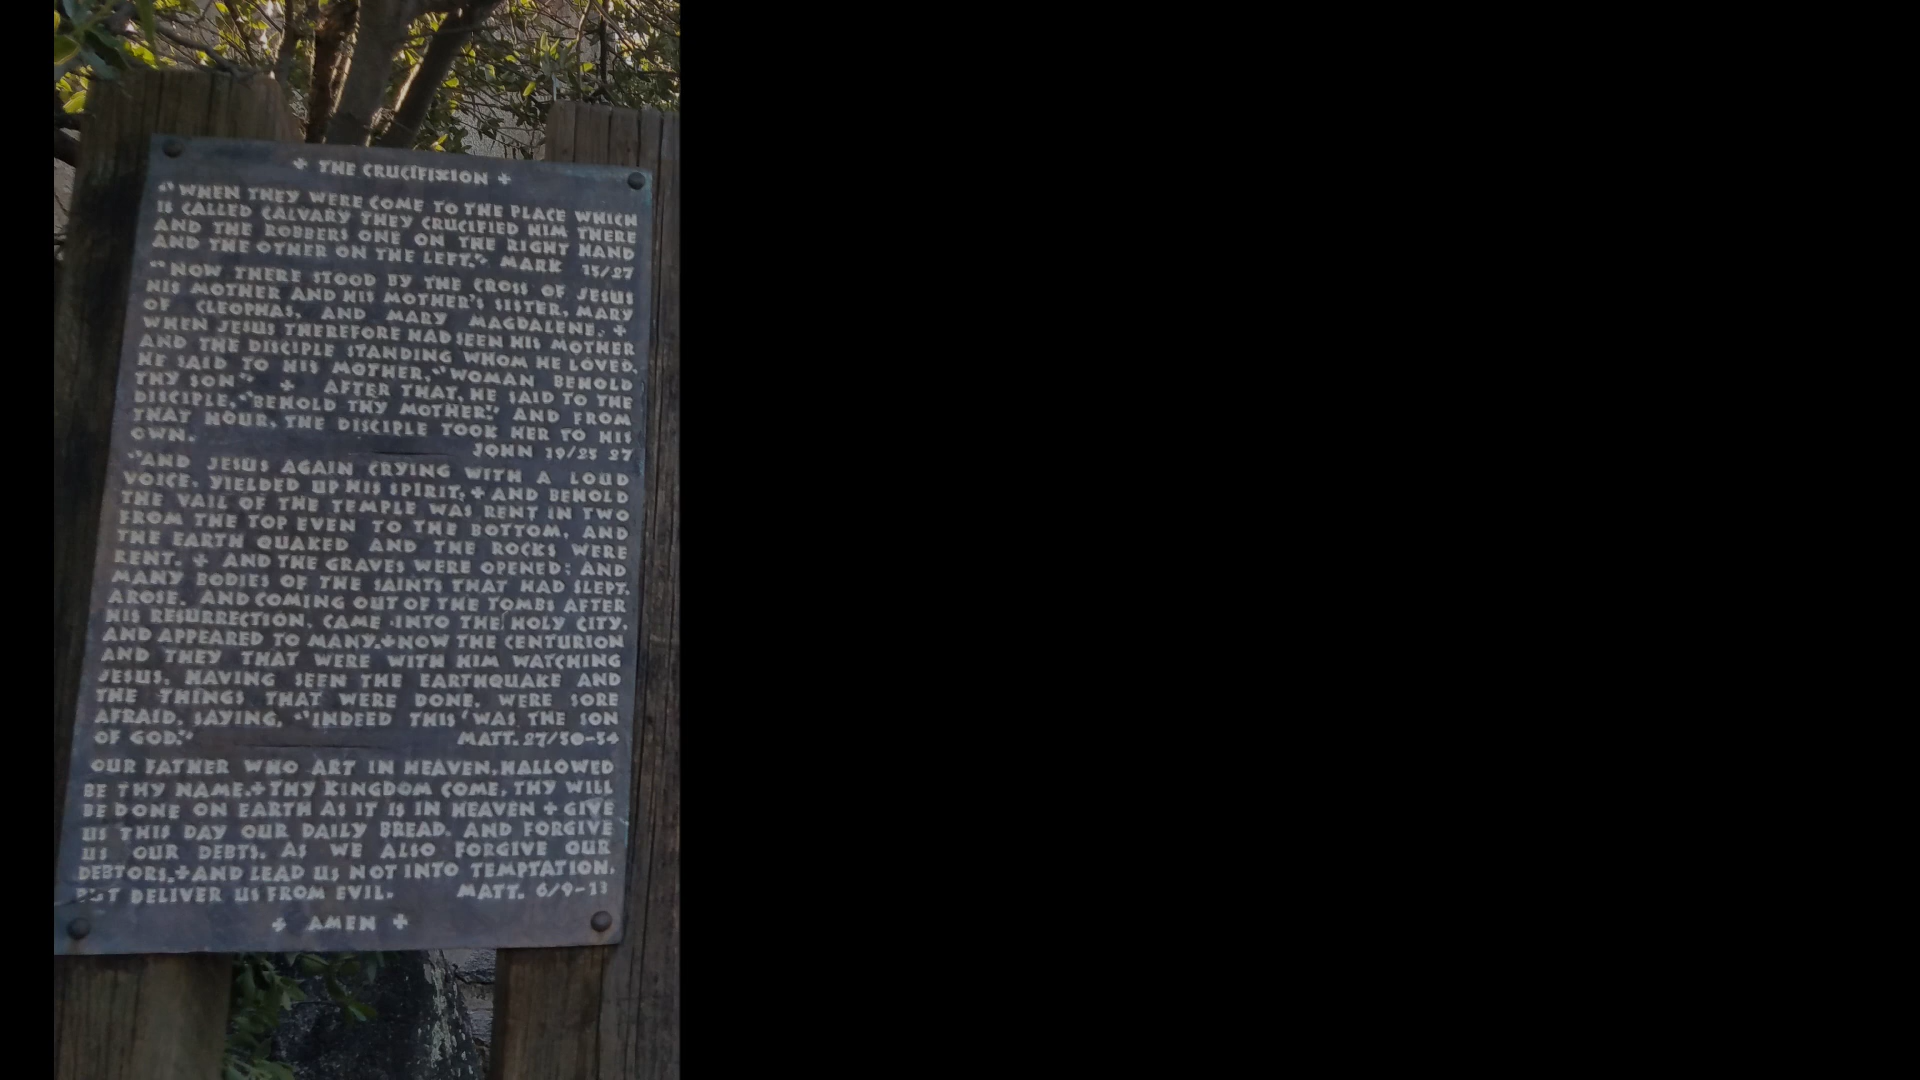 + THE CRUCIFIXION +
"WHEN THEY WERE COME TO THE PLACE WHICH
IS CALLED CALVARY THEY CRUCIFIED HIM THERE
AND THE ROBBERS ONE ON THE RIGHT HAND
AND THE OTHER ON THE LEFT." MARK 15/27
"NOW THERE STOOD BY THE CROSS OF JESUS
HIS MOTHER AND HIS MOTHER'S SISTER, MARY
OF CLEOPHAS, AND MARY MAGDALENE. +
WHEN JESUS THEREFORE HAD SEEN HIS MOTHER
AND THE DISCIPLE STANDING WHOM HE LOVED,
HE SAID TO HIS MOTHER, "WOMAN BEHOLD
THY SON" + AFTER THAT, HE SAID TO THE
DISCIPLE, "BEHOLD THY MOTHER." AND FROM
THAT HOUR, THE DISCIPLE TOOK HER TO HIS
OWN. JOHN 19/25 27
"AND JESUS AGAIN CRYING WITH A LOUD
VOICE, YIELDED UP HIS SPIRIT. + AND BEHOLD
THE VAIL OF THE TEMPLE WAS RENT IN TWO
FROM THE TOP EVEN TO THE BOTTOM, AND
THE EARTH QUAKED AND THE ROCKS WERE
RENT. + AND THE GRAVES WERE OPENED; AND
MANY BODIES OF THE SAINTS THAT HAD SLEPT,
AROSE, AND COMING OUT OF THE TOMBS AFTER
HIS RESURRECTION, CAME INTO THE HOLY CITY,
AND APPEARED TO MANY.+NOW THE CENTURION
AND THEY THAT WERE WITH HIM WATCHING
JESUS, HAVING SEEN THE EARTHQUAKE AND
THE THINGS THAT WERE DONE, WERE SORE
AFRAID, SAYING, "INDEED THIS WAS THE SON
OF GOD." MATT. 27/50-54
OUR FATHER WHO ART IN HEAVEN, HALLOWED
BE THY NAME.+THY KINGDOM COME, THY WILL
BE DONE ON EARTH AS IT IS IN HEAVEN + GIVE
US THIS DAY OUR DAILY BREAD. AND FORGIVE
US OUR DEBTS, AS WE ALSO FORGIVE OUR
DEBTORS.+AND LEAD US NOT INTO TEMPTATION,
BUT DELIVER US FROM EVIL. MATT. 6/9-13
+ AMEN +